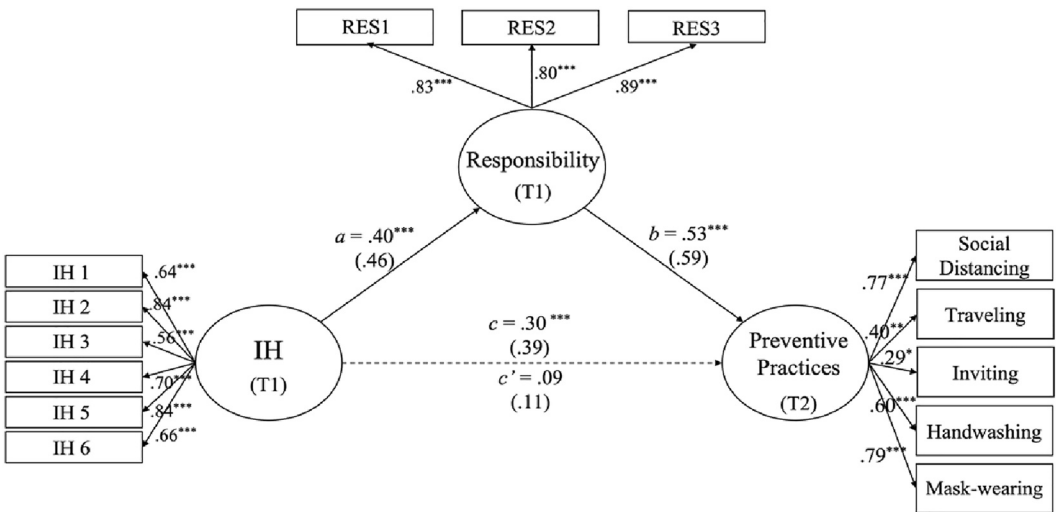 RES1
RES2
RES3
.83***
.80***
.89***
Responsibility
(T1)
a = .40***
(.46)
b = .53***
(.59)
IH 1
IH 2
IH 3
IH 4
IH 5
IH 6
.64***
.84***
.56***
.70***
.84***
.66***
IH
(T1)
c = .30 ***
(.39)
c’ = .09
(.11)
Preventive
Practices
(T2)
.77***
.40**
.29*
.60***
.79***
Social
Distancing
Traveling
Inviting
Handwashing
Mask-wearing